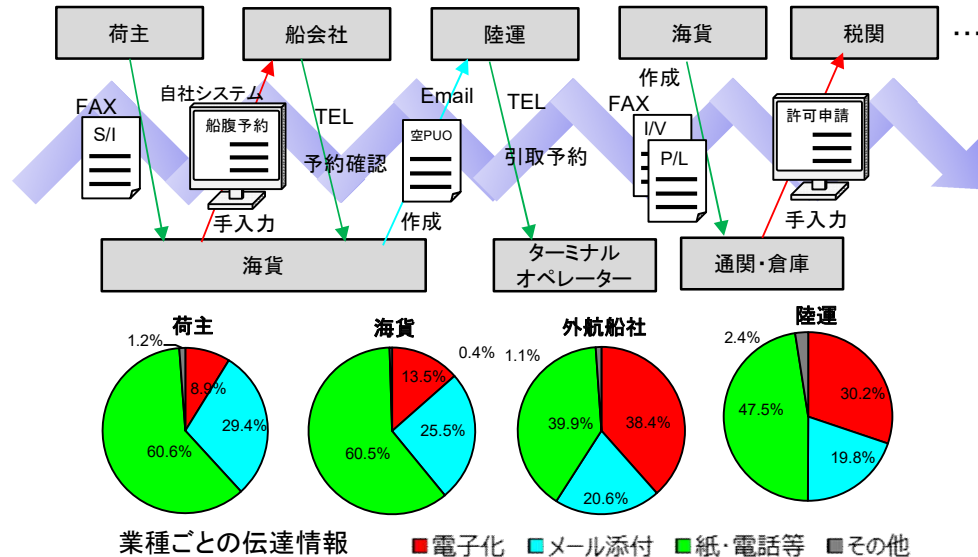 荷主
船会社
陸運
海貨
税関
…
FAX
S/I
自社システム
船腹予約
手入力
TEL
予約確認
Email
空PUO
作成
TEL
引取予約
作成
FAX
I/V
P/L
許可申請
手入力
海貨
ターミナル
オペレーター
通関・倉庫
荷主
1.2%
8.9%
29.4%
60.6%
海貨
0.4%
13.5%
25.5%
60.5%
外航船社
1.1%
38.4%
20.6%
39.9%
陸運
2.4%
30.2%
19.8%
47.5%
業種ごとの伝達情報
電子化 メール添付 紙・電話等 その他